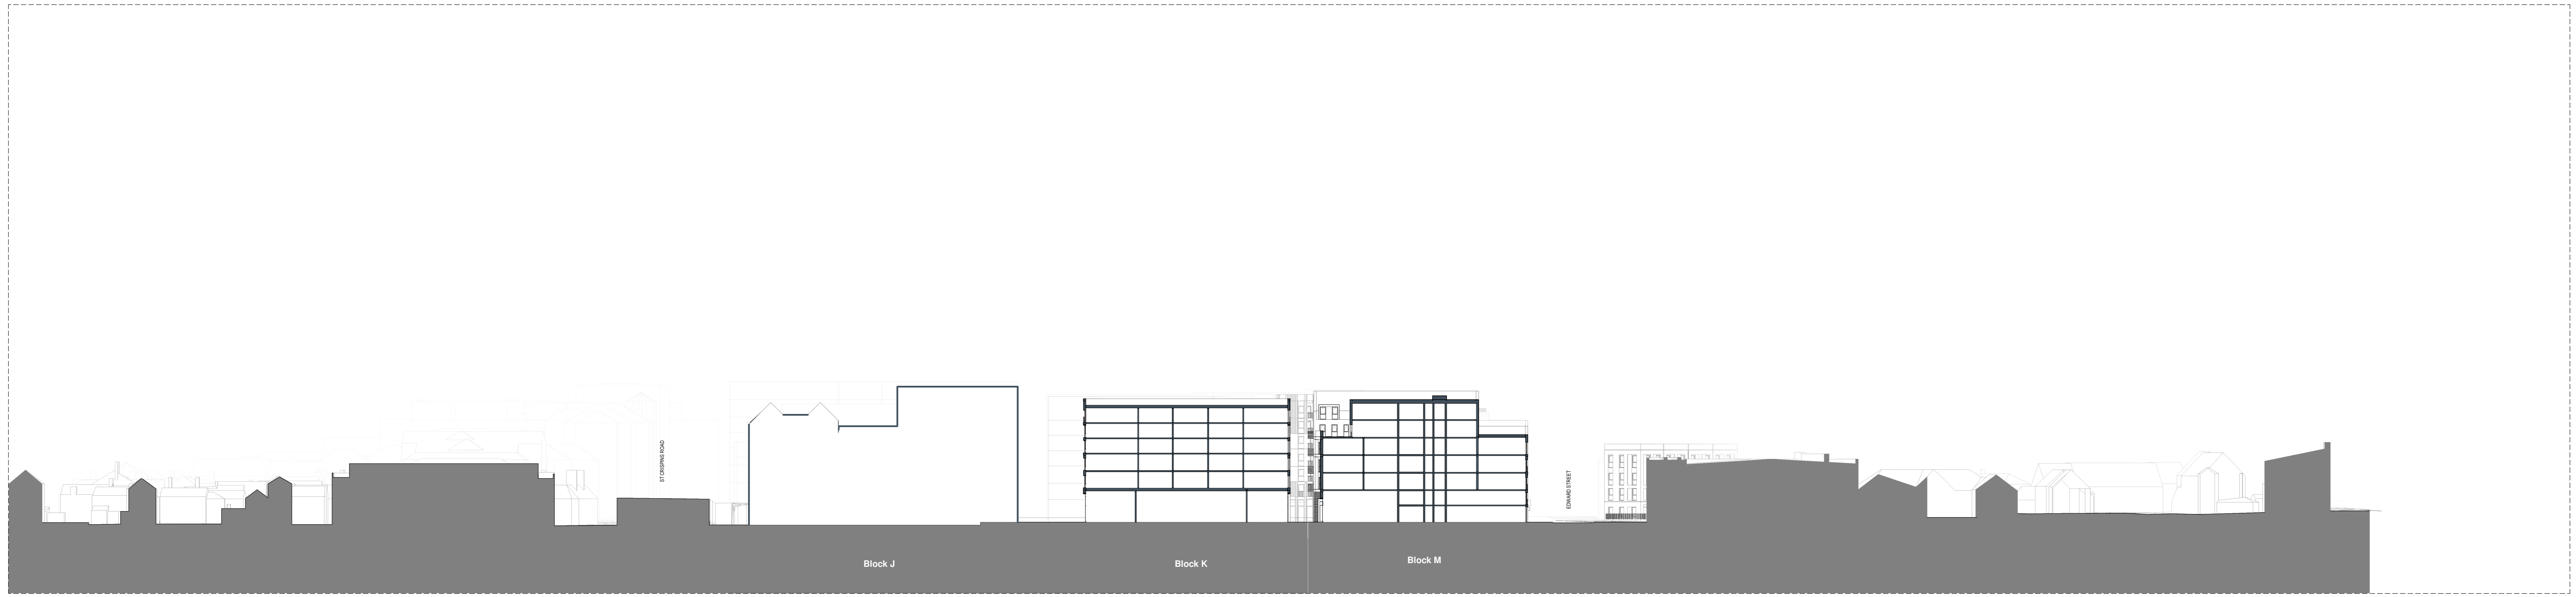 ST CRISPINS ROAD
EDWARD STREET
Block J
Block K
Block M